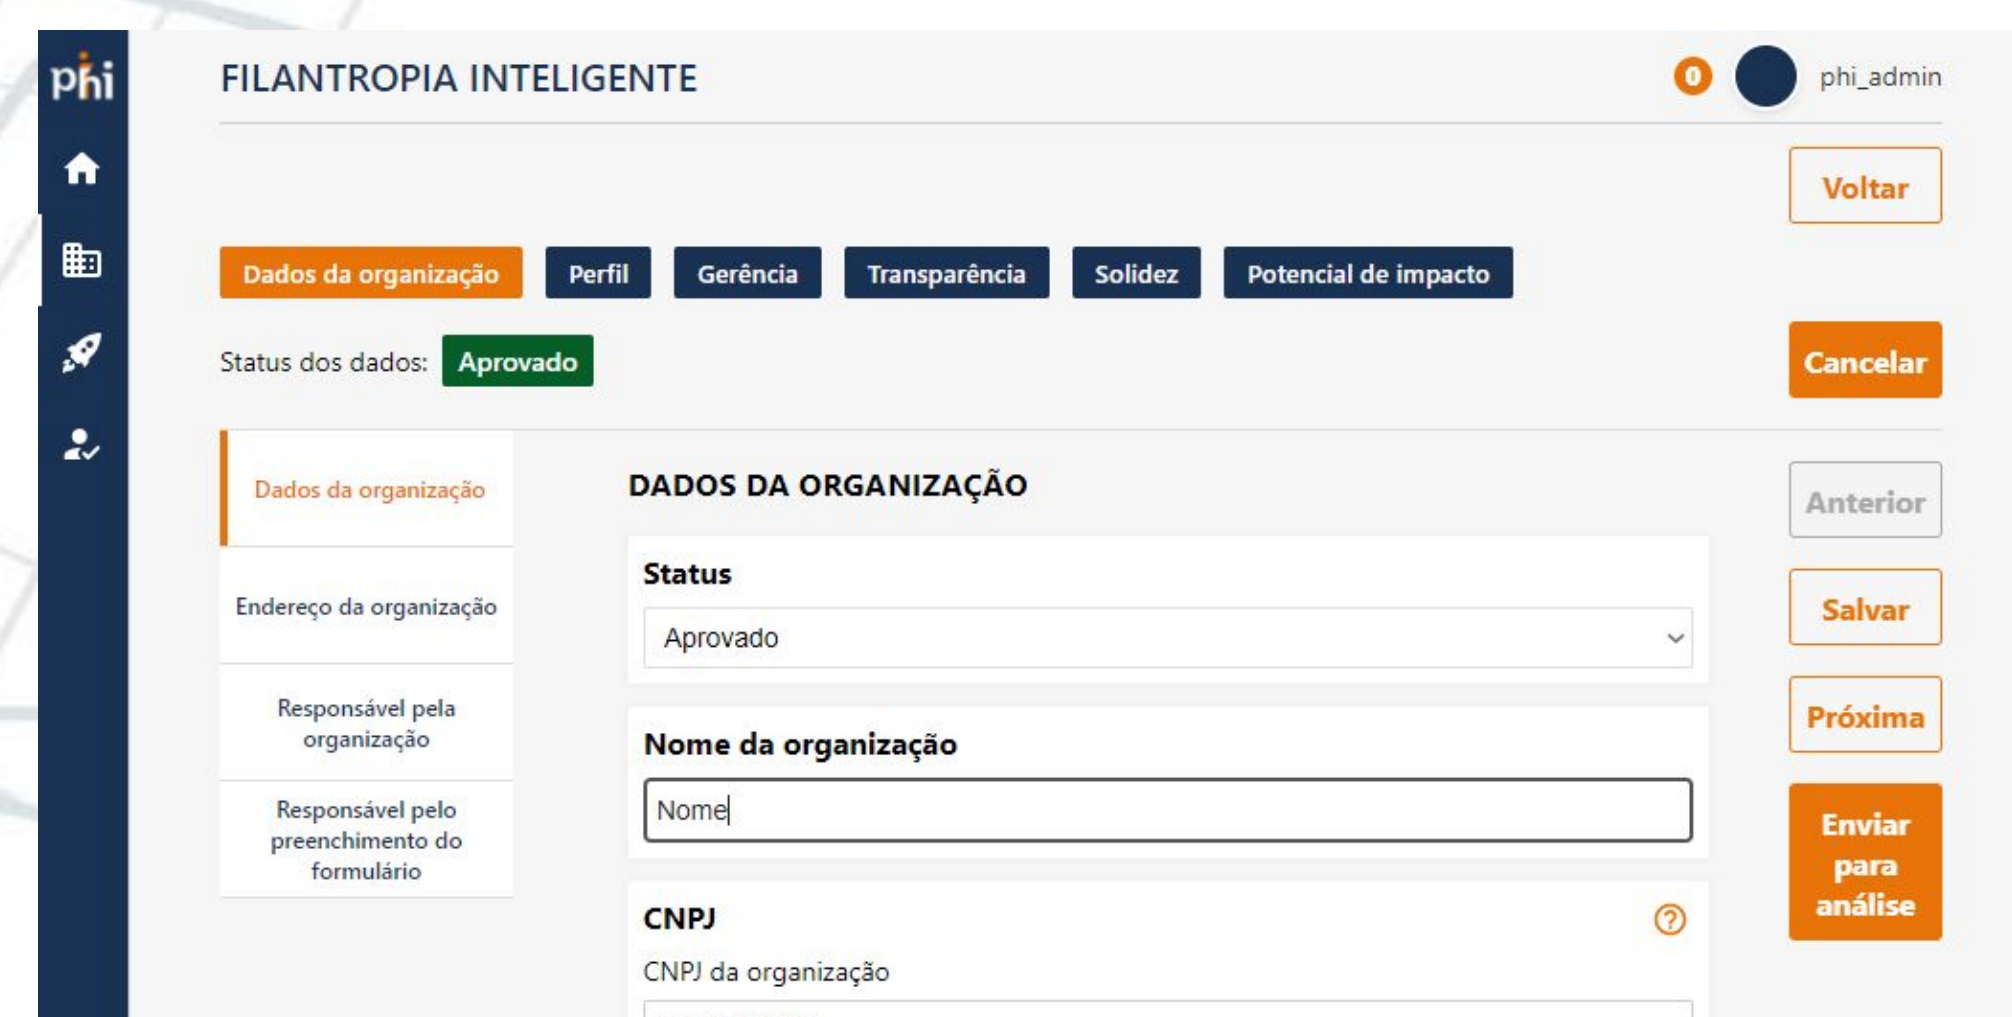 phi
FILANTROPIA INTELIGENTE
0
phi_admin
Voltar
Dados da organização
Perfil
Gerência
Transparência
Solidez
Potencial de impacto
Status dos dados:
Aprovado
Cancelar
Dados da organização
Endereço da organização
Responsável pela
organização
Responsável pelo
preenchimento do
formulário
DADOS DA ORGANIZAÇÃO
Status
Aprovado
Nome da organização
Nome
CNPJ
CNPJ da organização
Anterior
Salvar
Próxima
Enviar
para
análise